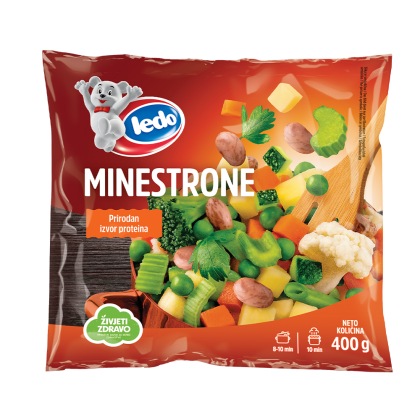 ledo
MINESTRONE
Prirodan
izvor proteina
ŽIVJETI
ZDRAVO
8-10 min
10 min
NETO
KOLIČINA
400 g